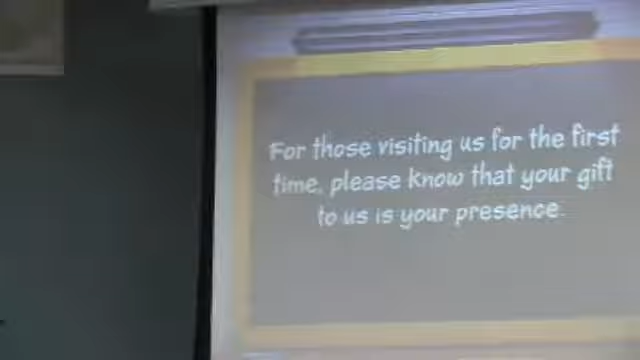 For those visiting us for the first
time, please know that your gift
to us is your presence.